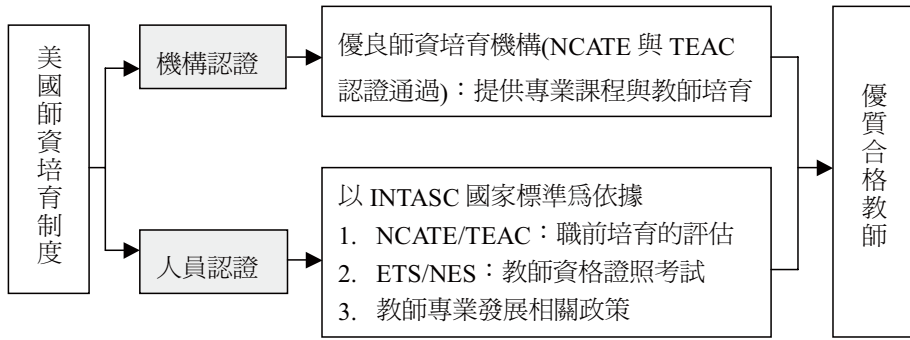 美國師資培育制度
機構認證
優良師資培育機構(NCATE 與 TEAC
認證通過)：提供專業課程與教師培育
人員認證
以 INTASC 國家標準為依據
1. NCATE/TEAC：職前培育的評估
2. ETS/NES：教師資格證照考試
3. 教師專業發展相關政策
優質合格教師